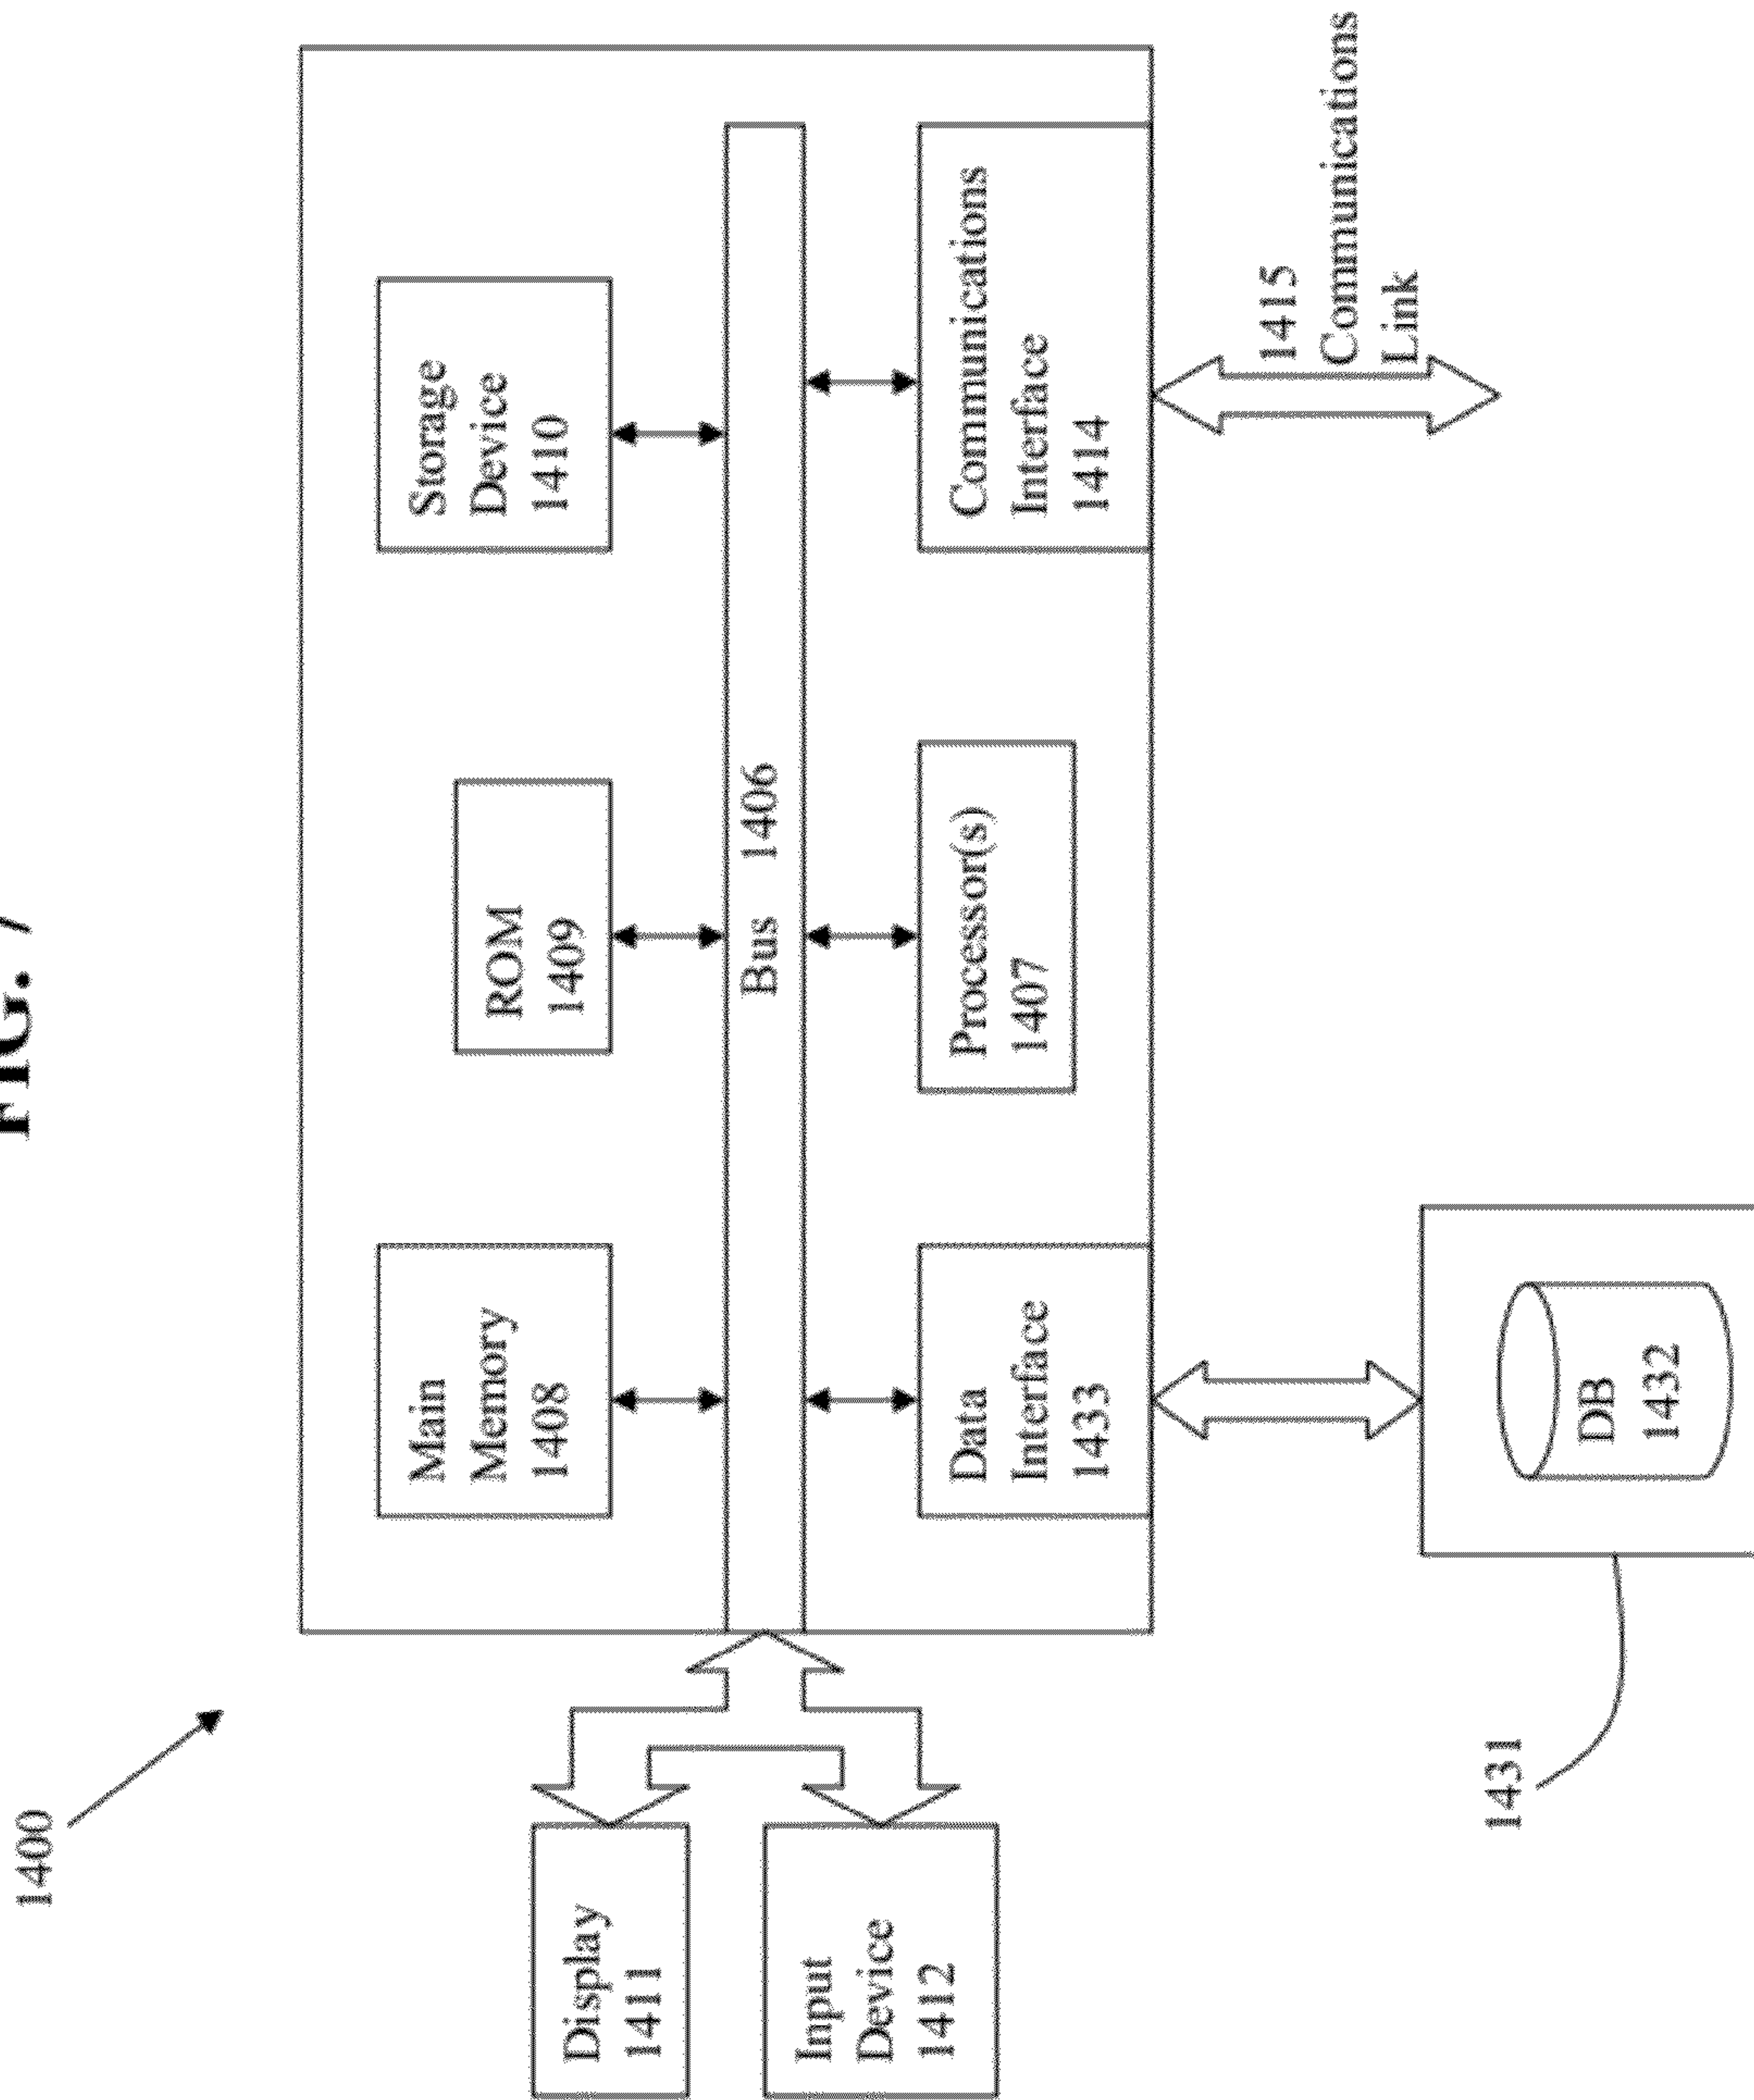 FIG.
1400
Main
Memory
1408
ROM
1409
Storage
Device
1410
Display
1411
Bus 1406
Input
Device
1412
Data
Interface
1433
Processor(s)
1407
Communications
Interface
1414
1415
Communications
Link
1431
DB
1432